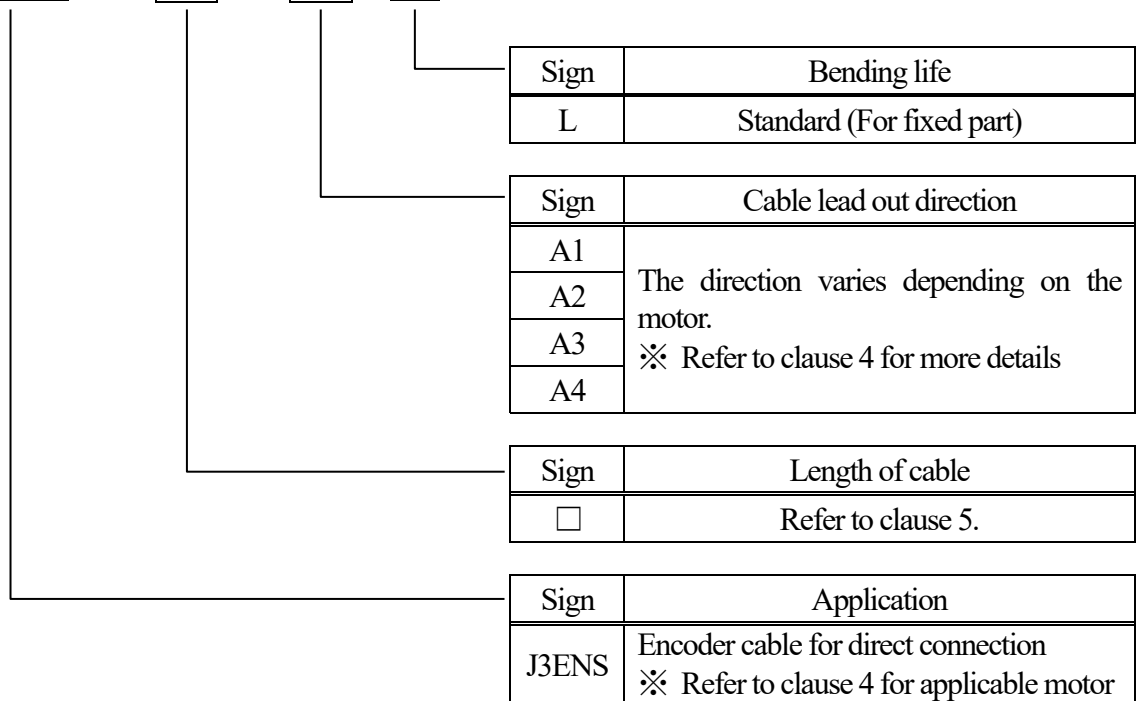 Sign Bending life
L Standard (For fixed part)
Sign Cable lead out direction
A1
A2
A3
A4
The direction varies depending on the
motor.
※ Refer to clause 4 for more details
Sign Length of cable
□ Refer to clause 5.
Sign Application
J3ENS
Encoder cable for direct connection
※ Refer to clause 4 for applicable motor